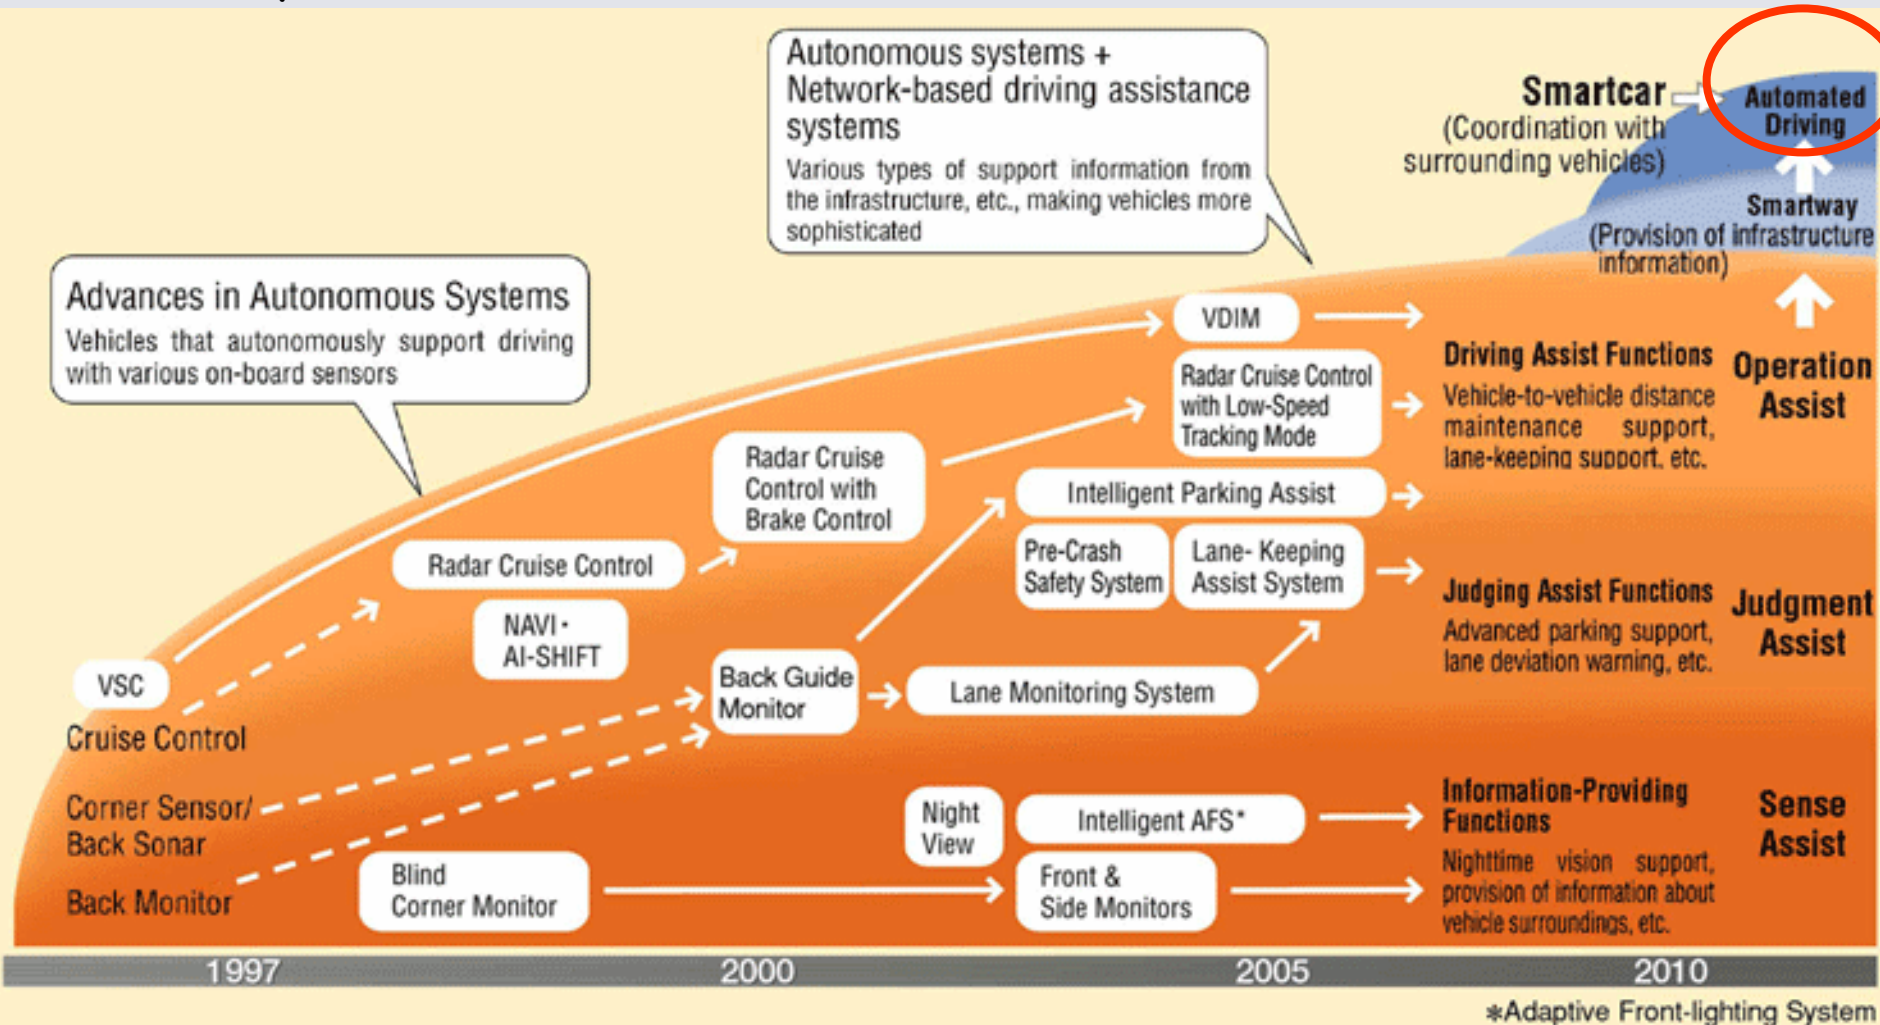 Autonomous systems +
Network-based driving assistance
systems
Various types of support information from
the infrastructure, etc., making vehicles more
sophisticated
Smartcar
(Coordination with
surrounding vehicles)
Automated
Driving
Smartway
(Provision of infrastructure
information)
Advances in Autonomous Systems
Vehicles that autonomously support driving
with various on-board sensors
VDIM
Radar Cruise Control
with Low-Speed
Tracking Mode
Driving Assist Functions
Vehicle-to-vehicle distance
maintenance support,
lane-keeping support, etc.
Operation
Assist
Radar Cruise
Control with
Brake Control
Intelligent Parking Assist
Radar Cruise Control
Pre-Crash
Safety System
Lane- Keeping
Assist System
NAVI・
AI-SHIFT
Judging Assist Functions
Advanced parking support,
lane deviation warning, etc.
Judgment
Assist
VSC
Back Guide
Monitor
Lane Monitoring System
Cruise Control
Corner Sensor/
Back Sonar
Back Monitor
Blind
Corner Monitor
Night
View
Intelligent AFS*
Front &
Side Monitors
Information-Providing
Functions
Nighttime vision support,
provision of information about
vehicle surroundings, etc.
Sense
Assist
1997
2000
2005
2010
*Adaptive Front-lighting System